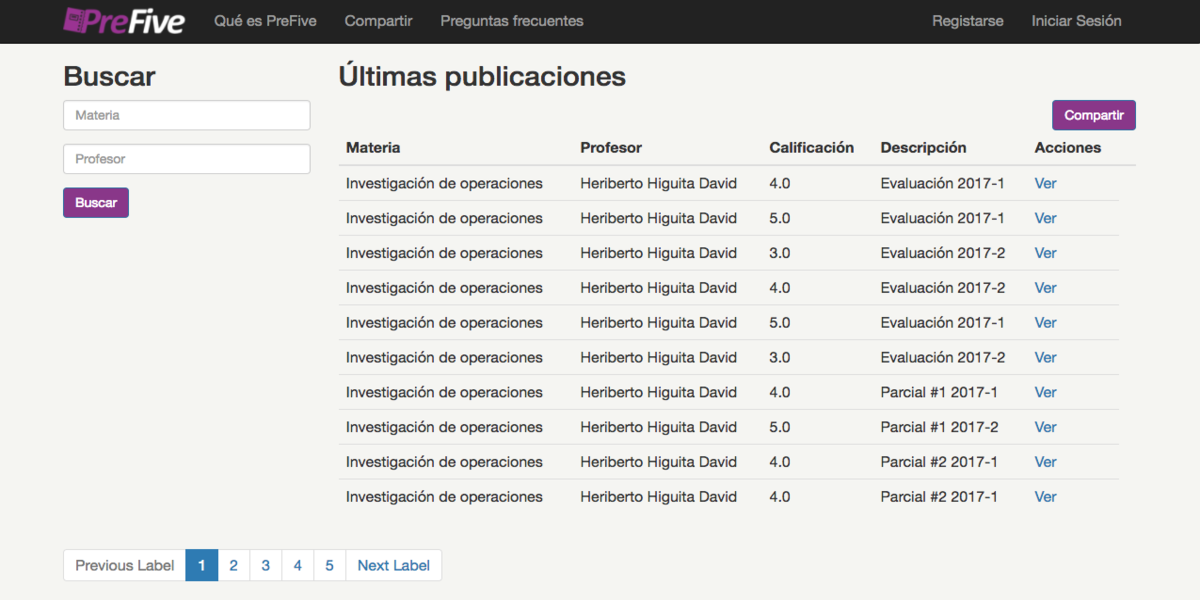 PreFive Qué es PreFive Compartir Preguntas frecuentes Registarse Iniciar Sesión
Buscar
Materia
Profesor
Buscar
Últimas publicaciones
Compartir
Materia Profesor Calificación Descripción Acciones
Investigación de operaciones Heriberto Higuita David 4.0 Evaluación 2017-1 Ver
Investigación de operaciones Heriberto Higuita David 5.0 Evaluación 2017-1 Ver
Investigación de operaciones Heriberto Higuita David 3.0 Evaluación 2017-2 Ver
Investigación de operaciones Heriberto Higuita David 4.0 Evaluación 2017-2 Ver
Investigación de operaciones Heriberto Higuita David 5.0 Evaluación 2017-1 Ver
Investigación de operaciones Heriberto Higuita David 3.0 Evaluación 2017-2 Ver
Investigación de operaciones Heriberto Higuita David 4.0 Parcial #1 2017-1 Ver
Investigación de operaciones Heriberto Higuita David 5.0 Parcial #1 2017-2 Ver
Investigación de operaciones Heriberto Higuita David 4.0 Parcial #2 2017-1 Ver
Investigación de operaciones Heriberto Higuita David 4.0 Parcial #2 2017-1 Ver
Previous Label 1 2 3 4 5 Next Label